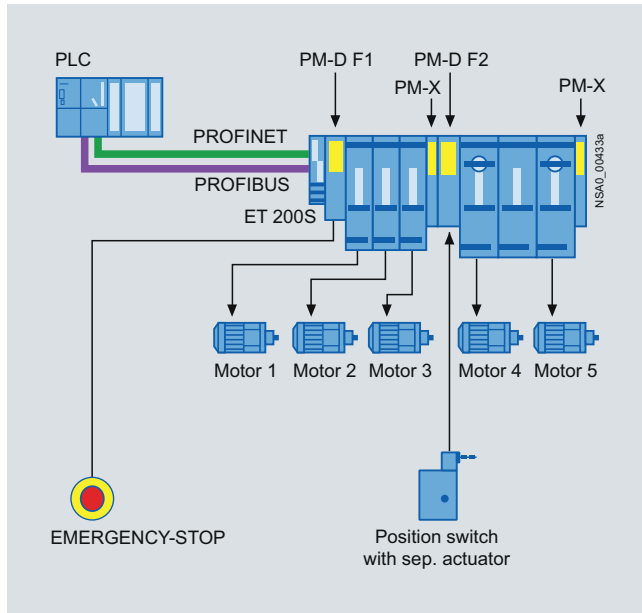 PLC
PM-D F1
PM-D F2
PM-X
PM-X
PROFINET
PROFIBUS
ET 200S
NSA0_00433a
Motor 1
Motor 2
Motor 3
Motor 4
Motor 5
EMERGENCY-STOP
Position switch
with sep. actuator